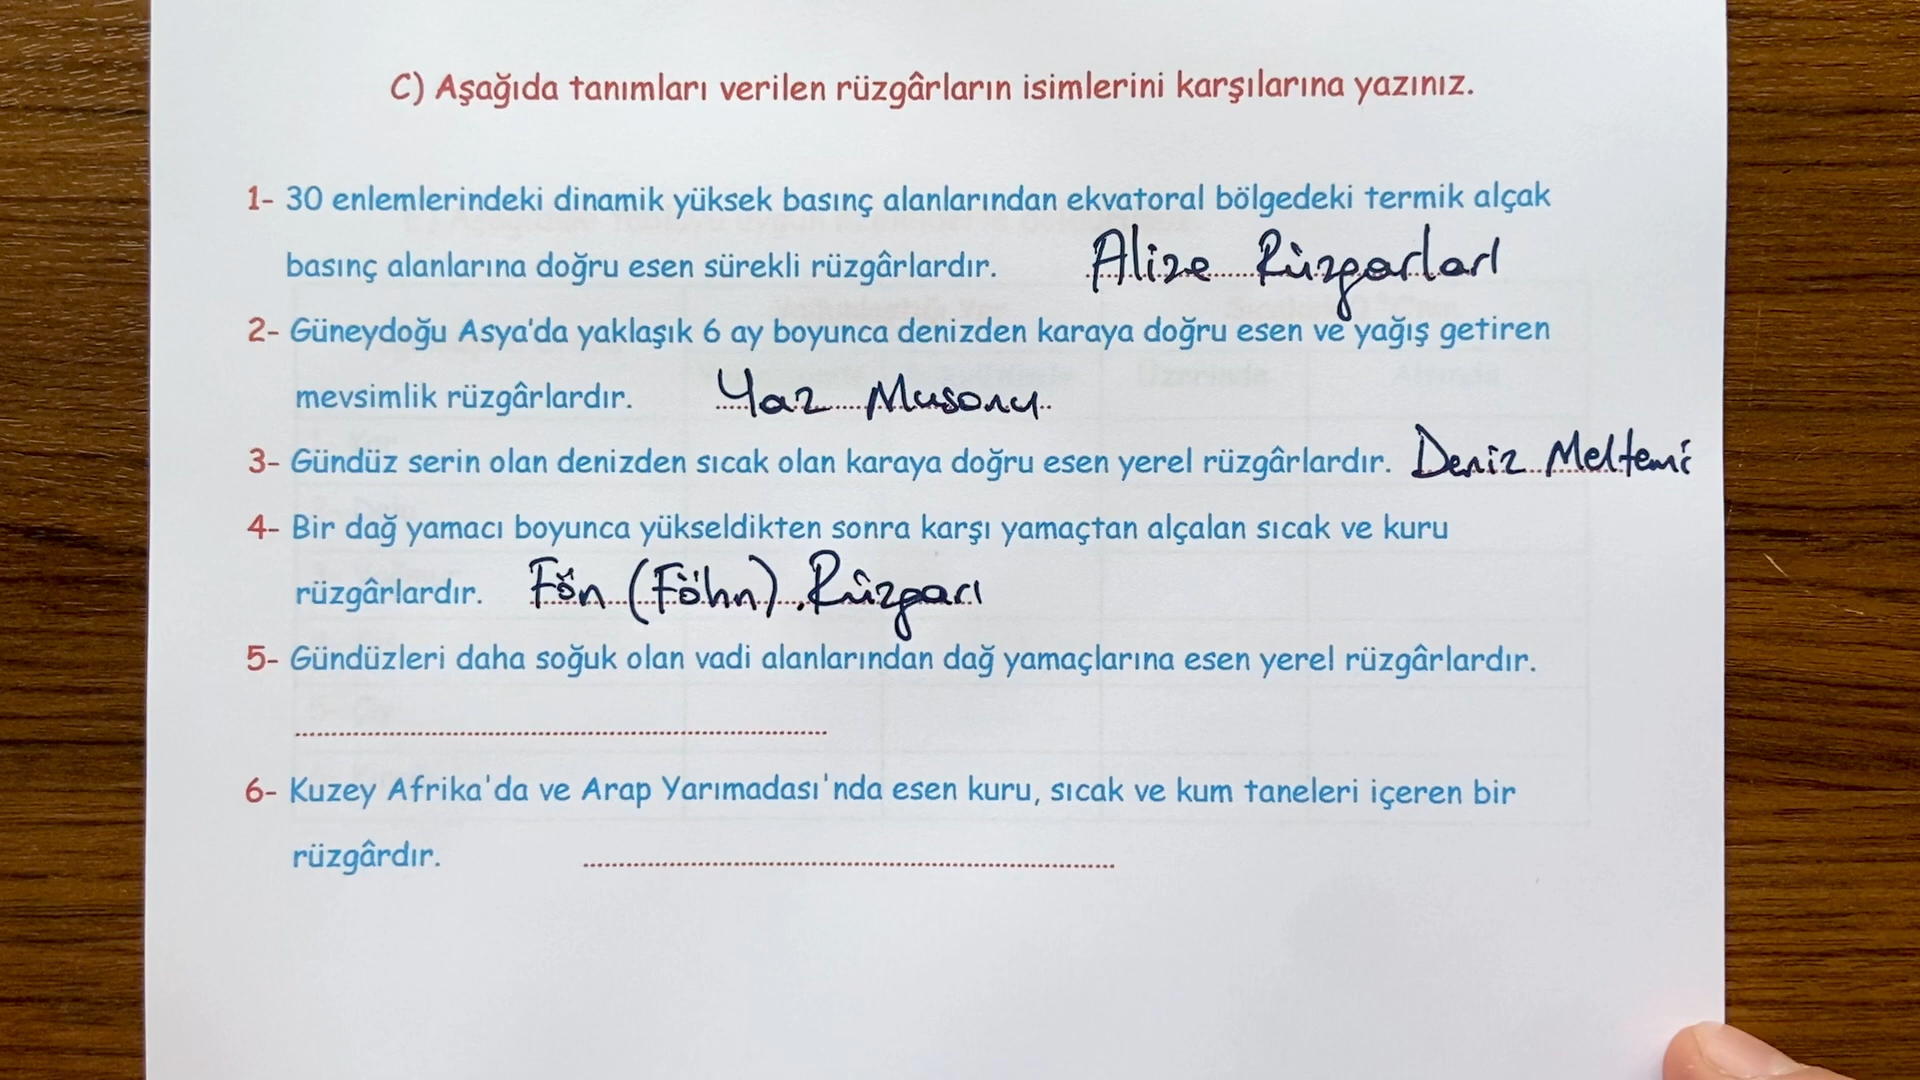 C) Aşağıda tanımları verilen rüzgârların isimlerini karşılarına yazınız.
1- 30 enlemlerindeki dinamik yüksek basınç alanlarından ekvatoral bölgedeki termik alçak
basınç alanlarına doğru esen sürekli rüzgârlardır. Alize Rüzgarları
2- Güneydoğu Asya'da yaklaşık 6 ay boyunca denizden karaya doğru esen ve yağış getiren
mevsimlik rüzgârlardır. Yaz Musonu
3- Gündüz serin olan denizden sıcak olan karaya doğru esen yerel rüzgârlardır. Deniz Meltemi
4- Bir dağ yamacı boyunca yükseldikten sonra karşı yamaçtan alçalan sıcak ve kuru
rüzgârlardır. Fön (Föhn) Rüzgarı
5- Gündüzleri daha soğuk olan vadi alanlarından dağ yamaçlarına esen yerel rüzgârlardır.
6- Kuzey Afrika'da ve Arap Yarımadası'nda esen kuru, sıcak ve kum taneleri içeren bir
rüzgârdır.